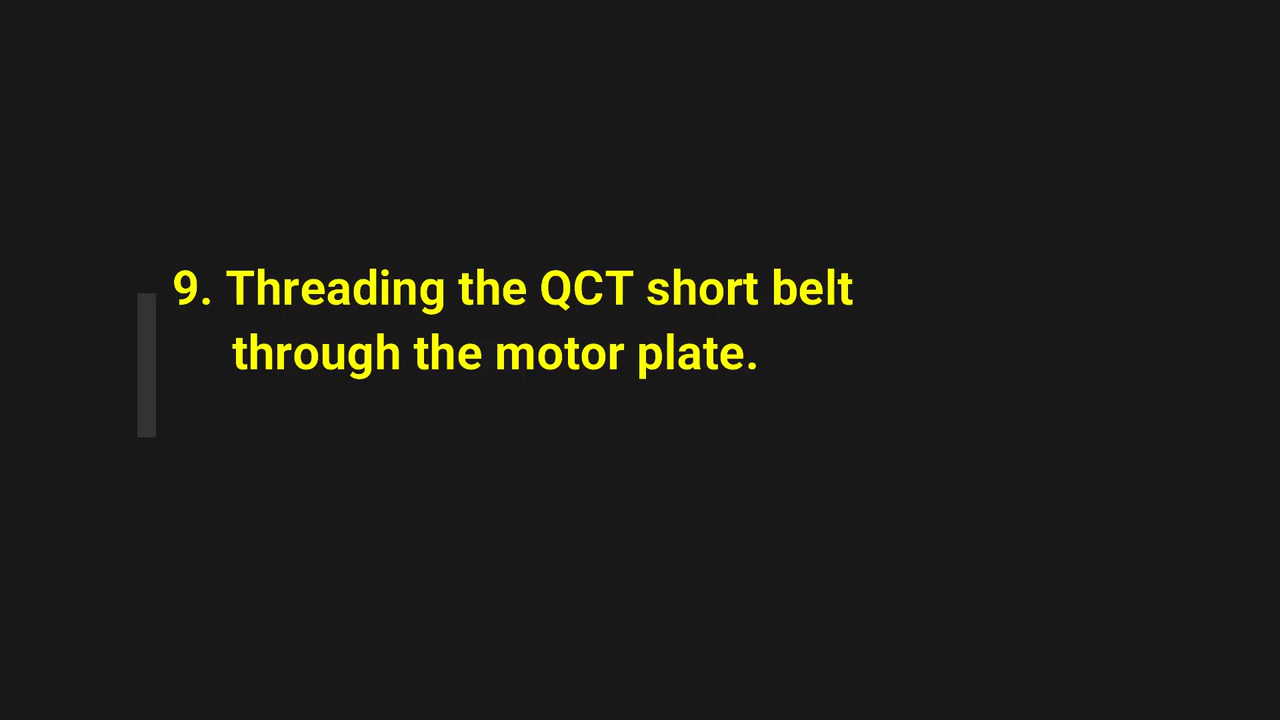 9. Threading the QCT short belt
through the motor plate.